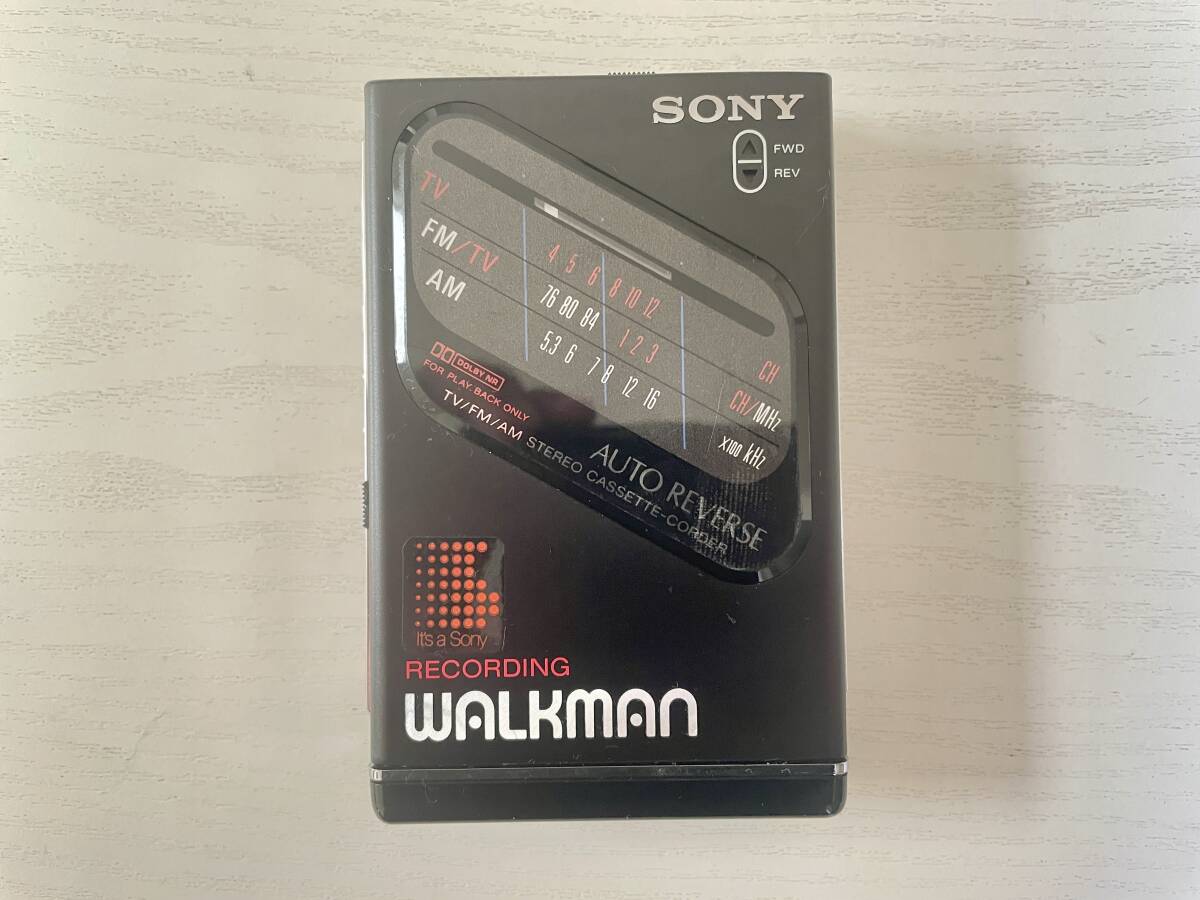 SONY
FWD
REV
TV 4 5 6 8 10 12 CH
FM/TV 76 80 84 1 2 3 CH/MHz
AM 5.3 6 7 8 12 16 X100 kHz
DOLBY NR
FOR PLAY-BACK ONLY
TV/FM/AM STEREO CASSETTE-CORDER
AUTO REVERSE
It's a Sony
RECORDING
WALKMAN